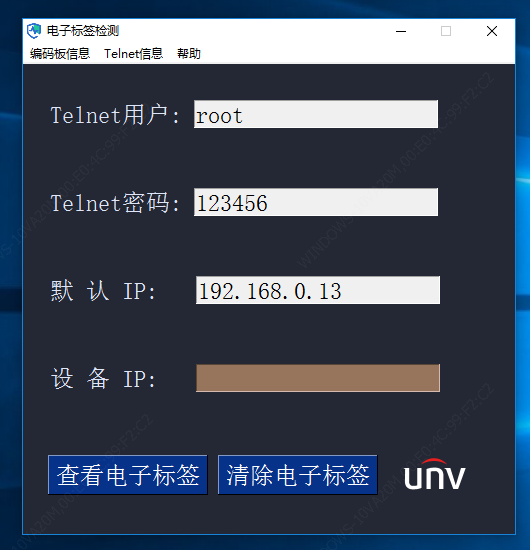 电子标签检测
编码板信息 Telnet信息 帮助
Telnet用户: root
Telnet密码: 123456
默 认 IP: 192.168.0.13
设 备 IP:
查看电子标签 清除电子标签
unv